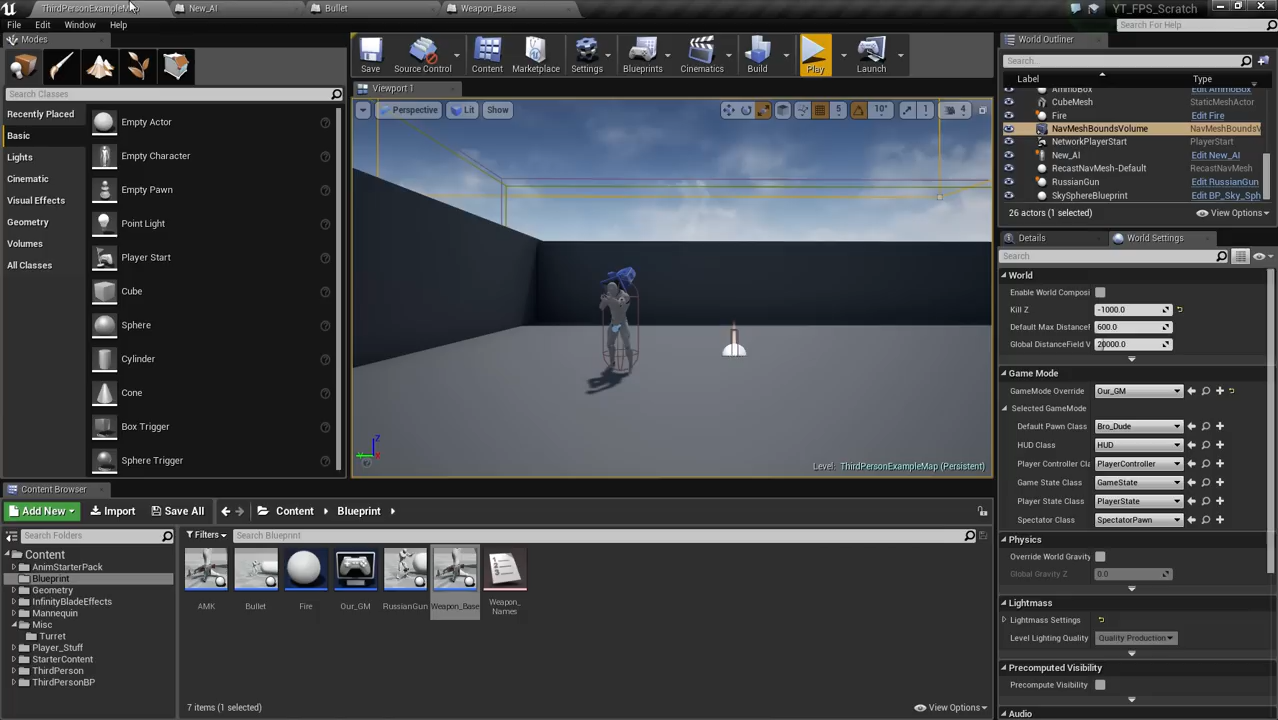 ThirdPersonExampleMap
New_AI
Bullet
Weapon_Base
YT_FPS_Scratch
File Edit Window Help
Search For Help
Modes
Search Classes
Recently Placed
Basic
Lights
Cinematic
Visual Effects
Geometry
Volumes
All Classes
Empty Actor
Empty Character
Empty Pawn
Point Light
Player Start
Cube
Sphere
Cylinder
Cone
Box Trigger
Sphere Trigger
Save
Source Control
Content
Marketplace
Settings
Blueprints
Cinematics
Build
Play
Launch
Viewport 1
Perspective Lit Show
5 10° 1 4
Level: ThirdPersonExampleMap (Persistent)
World Outliner
Search...
Label Type
AmmoBox Edit AmmoBox
CubeMesh StaticMeshActor
Fire Edit Fire
NavMeshBoundsVolume NavMeshBoundsV
NetworkPlayerStart PlayerStart
New_AI Edit New_AI
RecastNavMesh-Default RecastNavMesh
RussianGun Edit RussianGun
SkySphereBlueprint Edit BP_Sky_Sph
26 actors (1 selected)
View Options
Details
World Settings
Search
World
Enable World Composi
Kill Z -1000.0
Default Max Distance 600.0
Global DistanceField V 20000.0
Game Mode
GameMode Override Our_GM
Selected GameMode
Default Pawn Class Bro_Dude
HUD Class HUD
Player Controller Cla PlayerController
Game State Class GameState
Player State Class PlayerState
Spectator Class SpectatorPawn
Physics
Override World Gravity
Global Gravity Z 0.0
Lightmass
Lightmass Settings
Level Lighting Quality Quality Production
Precomputed Visibility
Precomputed Visibility
Audio
Content Browser
Add New Import Save All Content Blueprint
Search Folders
Filters
Search Blueprint
Content
AnimStarterPack
Blueprint
Geometry
InfinityBladeEffects
Mannequin
Misc
Turret
Player_Stuff
StarterContent
ThirdPerson
ThirdPersonBP
AMK
Bullet
Fire
Our_GM
RussianGun
Weapon_Base
Weapon_
Names
7 items (1 selected)
View Options